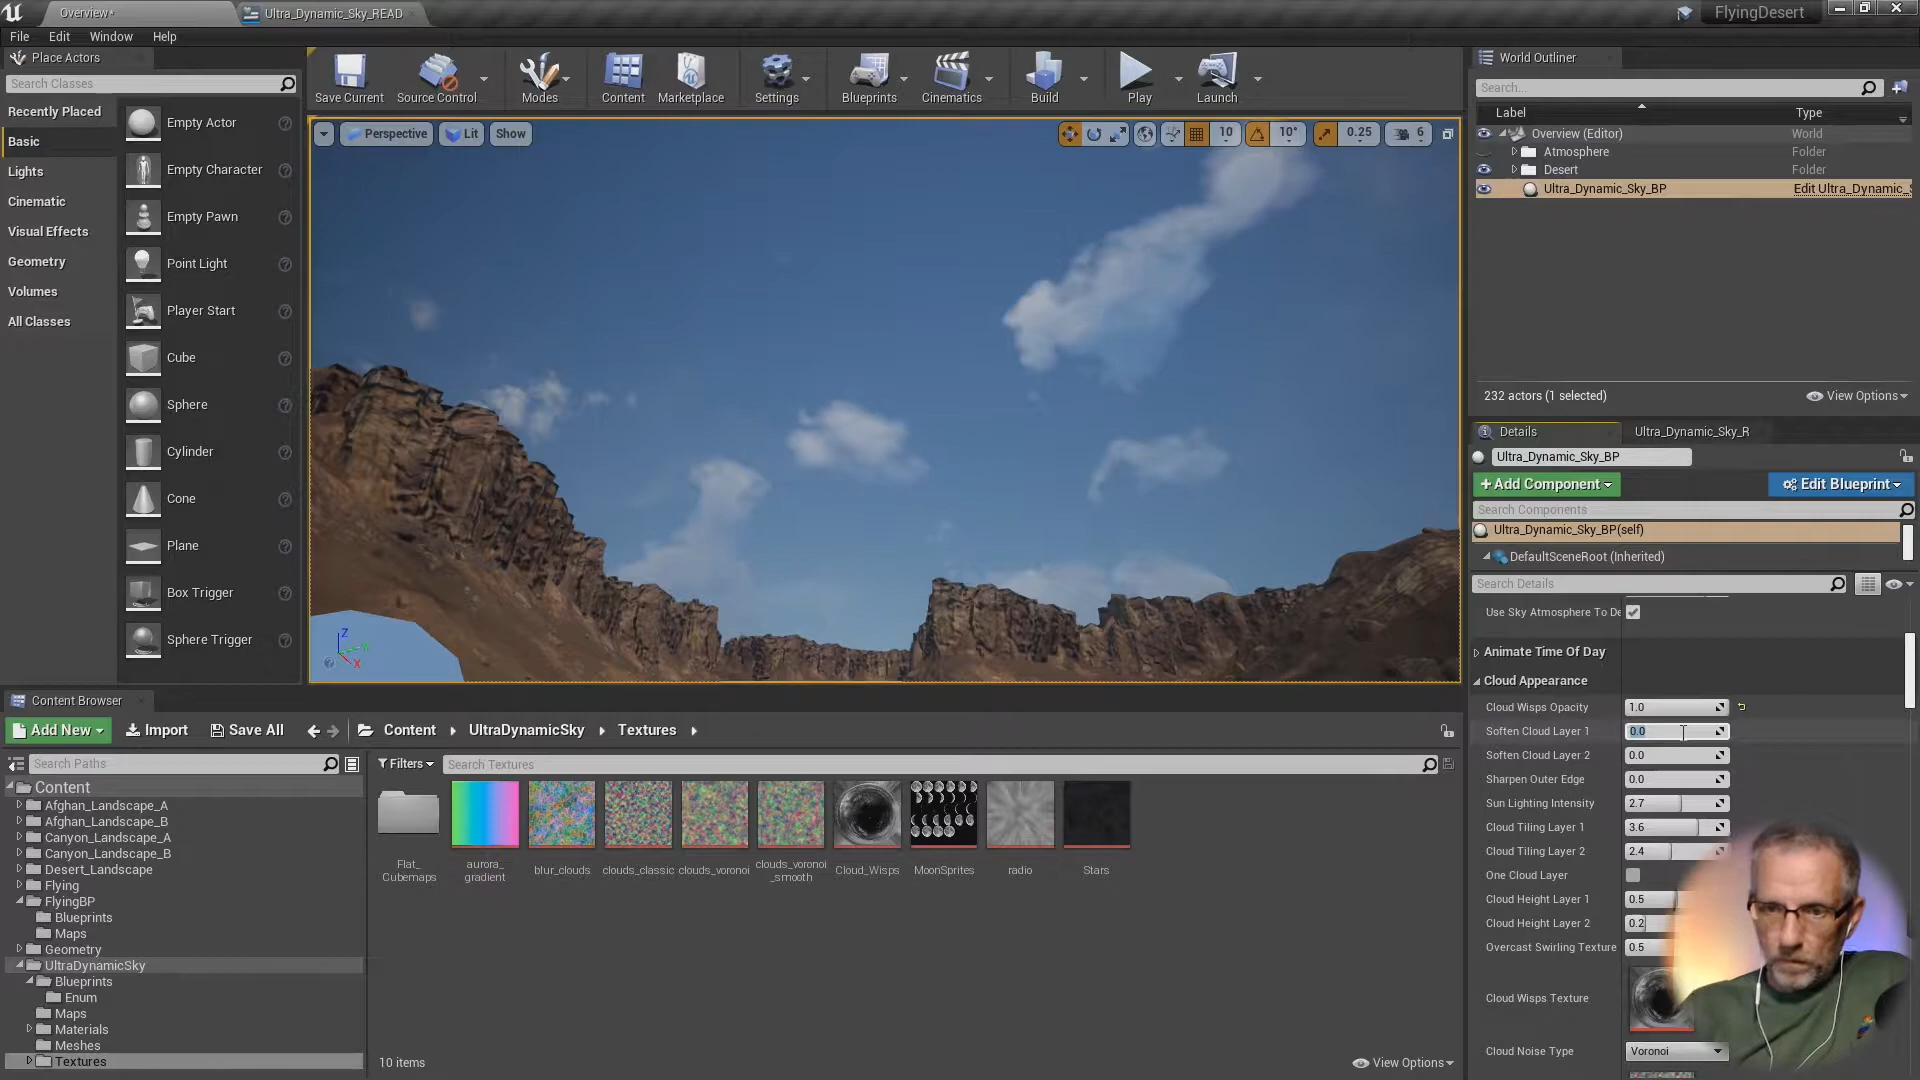 Overview*
Ultra_Dynamic_Sky_READ
FlyingDesert
File Edit Window Help
Place Actors
Search Classes
Recently Placed
Basic
Lights
Cinematic
Visual Effects
Geometry
Volumes
All Classes
Empty Actor
Empty Character
Empty Pawn
Point Light
Player Start
Cube
Sphere
Cylinder
Cone
Plane
Box Trigger
Sphere Trigger
Save Current
Source Control
Modes
Content
Marketplace
Settings
Blueprints
Cinematics
Build
Play
Launch
Perspective Lit Show
10 10° 0.25 6
Z
X
World Outliner
Search...
Label Type
Overview (Editor) World
Atmosphere Folder
Desert Folder
Ultra_Dynamic_Sky_BP Edit Ultra_Dynamic_S
232 actors (1 selected)
View Options
Details
Ultra_Dynamic_Sky_R
Ultra_Dynamic_Sky_BP
+Add Component
Edit Blueprint
Search Components
Ultra_Dynamic_Sky_BP(self)
DefaultSceneRoot (Inherited)
Search Details
Use Sky Atmosphere To De
Animate Time Of Day
Cloud Appearance
Cloud Wisps Opacity 1.0
Soften Cloud Layer 1 0.0
Soften Cloud Layer 2 0.0
Sharpen Outer Edge 0.0
Sun Lighting Intensity 2.7
Cloud Tiling Layer 1 3.6
Cloud Tiling Layer 2 2.4
One Cloud Layer
Cloud Height Layer 1 0.5
Cloud Height Layer 2 0.2
Overcast Swirling Texture 0.5
Cloud Wisps Texture
Cloud Noise Type Voronoi
Content Browser
Add New
Import
Save All
Content UltraDynamicSky Textures
Search Paths
Filters
Search Textures
Content
Afghan_Landscape_A
Afghan_Landscape_B
Canyon_Landscape_A
Canyon_Landscape_B
Desert_Landscape
Flying
FlyingBP
Blueprints
Maps
Geometry
UltraDynamicSky
Blueprints
Enum
Maps
Materials
Meshes
Textures
Flat_
Cubemaps
aurora_
gradient
blur_clouds
clouds_classic
clouds_voronoi
clouds_voronoi
_smooth
Cloud_Wisps
MoonSprites
radio
Stars
10 items
View Options